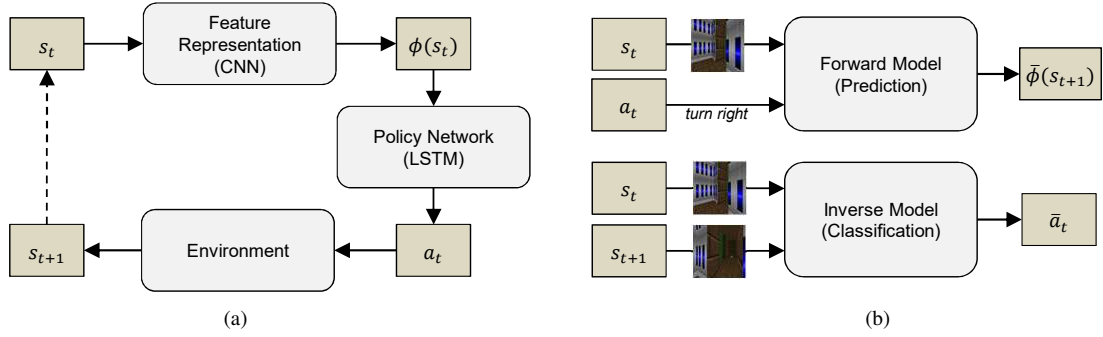 s_t
Feature
Representation
(CNN)
ϕ(s_t)
Policy Network
(LSTM)
s_{t+1}
Environment
a_t
(a)
s_t
a_t
turn right
Forward Model
(Prediction)
ϕ̄(s_{t+1})
s_t
s_{t+1}
Inverse Model
(Classification)
ā_t
(b)